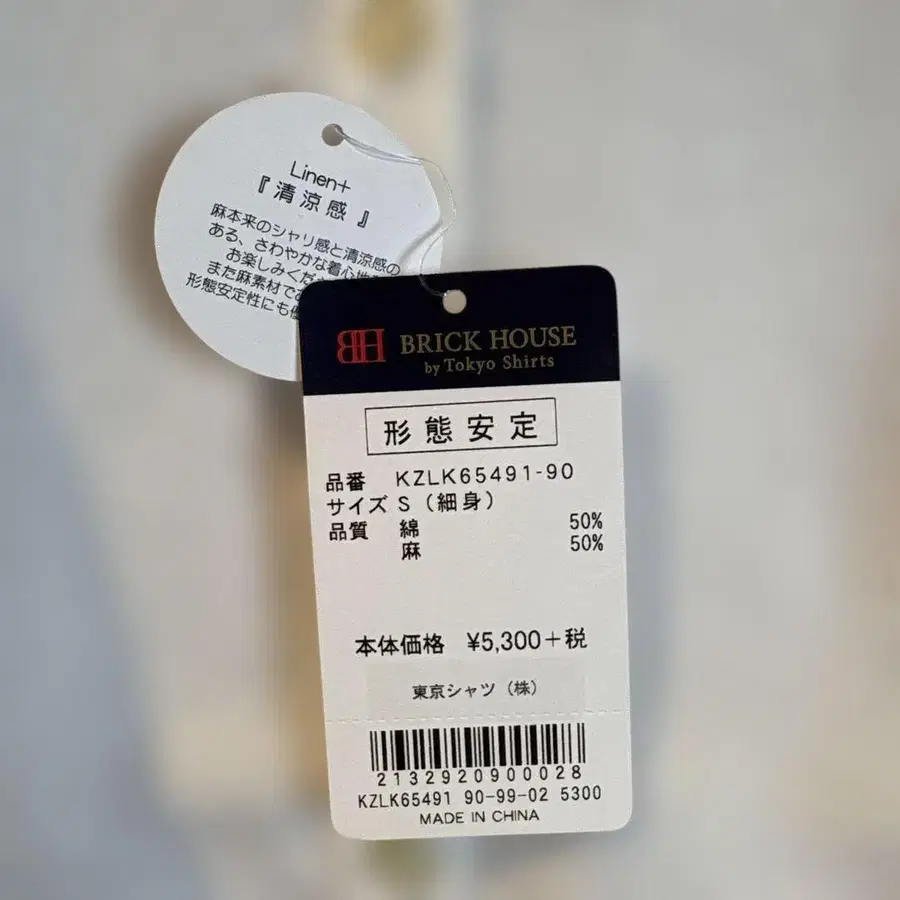 Linen+
『清涼感』
麻本来のシャリ感と清涼感の
ある、さわやかな着心地
お楽しみくだ
また麻素材で
形態安定性にも
BH BRICK HOUSE
by Tokyo Shirts
形態安定
品番 KZLK65491-90
サイズ S（細身）
品質 綿 50%
麻 50%
本体価格 ¥5,300+税
東京シャツ（株）
2132920900028
KZLK65491 90-99-02 5300
MADE IN CHINA